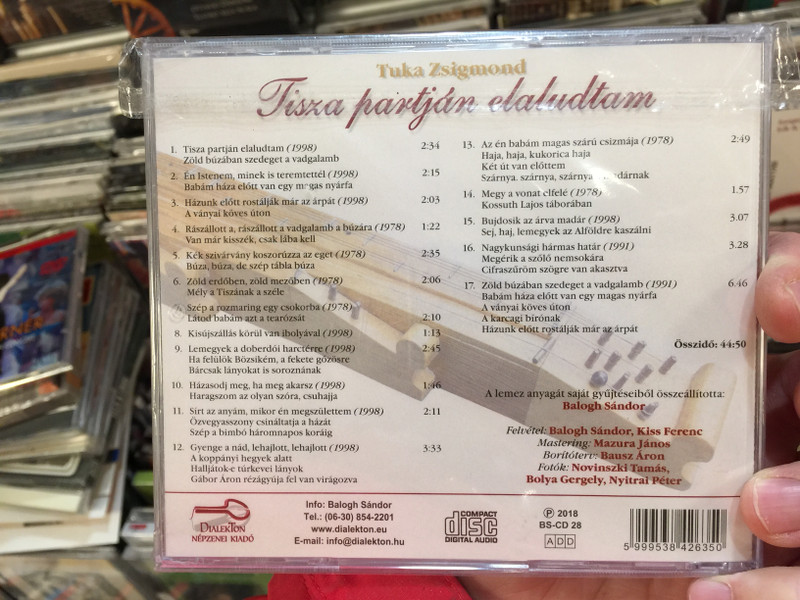 Tuka Zsigmond
Tisza partján elaludtam
1. Tisza partján elaludtam (1998) 2:34
Zöld búzában szedeget a vadgalamb
2. Én Istenem, minek is teremtettél (1998) 2:15
Babám háza előtt van egy magas nyárfa
3. Házunk előtt rostálják már az árpát (1998) 2:03
A ványai köves úton
4. Rászállott a, rászállott a vadgalamb a búzára (1978) 1:22
Van már kisszék, csak lába kell
5. Kék szivárvány koszorúzza az eget (1978) 2:35
Búza, búza, de szép tábla búza
6. Zöld erdőben, zöld mezőben (1978) 2:06
Mély a Tiszának a széle
7. Szép a rozmaring egy csokorba (1978)
Látod babám azt a tearózsát 2:10
8. Kisújszállás körül van ibolyával (1998) 1:13
9. Lemegyek a doberdói harctérre (1998) 2:45
Ha felülök Bözsikém, a fekete gőzösre
Bárcsak lányokat is soroznának
10. Házasodj meg, ha meg akarsz (1998) 1:46
Haragszom az olyan szóra, csuhajja
11. Sírt az anyám, mikor én megszülettem (1998) 2:11
Özvegyasszony csináltatja a házát
Szép a bimbó háromnapos koráig
12. Gyenge a nád, lehajlott, lehajlott (1998) 3:33
A koppányi hegyek alatt
Halljátok-e túrkevei lányok
Gábor Áron rézágyúja fel van virágozva
13. Az én babám magas szárú csizmája (1978) 2:49
Haja, haja, kukorica haja
Két út van előttem
Szárnya, szárnya, szárnya madárnak
14. Megy a vonat elfelé (1978) 1.57
Kossuth Lajos táborában
15. Bujdosik az árva madár (1998) 3.07
Sej, haj, lemegyek az Alföldre kaszálni
16. Nagykunsági hármas határ (1991) 3.28
Megérik a szőlő nemsokára
Cifraszűröm szögre van akasztva
17. Zöld búzában szedeget a vadgalamb (1991) 6.46
Babám háza előtt van egy magas nyárfa
A ványai köves úton
A karcagi bírónak
Házunk előtt rostálják már az árpát
Összidő: 44:50
A lemez anyagát saját gyűjtéseiből összeállította:
Balogh Sándor
Felvétel: Balogh Sándor, Kiss Ferenc
Mastering: Mazura János
Borítóterv: Bausz Áron
Fotók: Novinszki Tamás,
Bolya Gergely, Nyitrai Péter
DIALEKTON
NÉPZENEI KIADÓ
Info: Balogh Sándor
Tel.: (06-30) 854-2201
www.dialekton.eu
E-mail: info@dialekton.hu
COMPACT
disc
DIGITAL AUDIO
℗ 2018
BS-CD 28
ADD
5 999538 426350